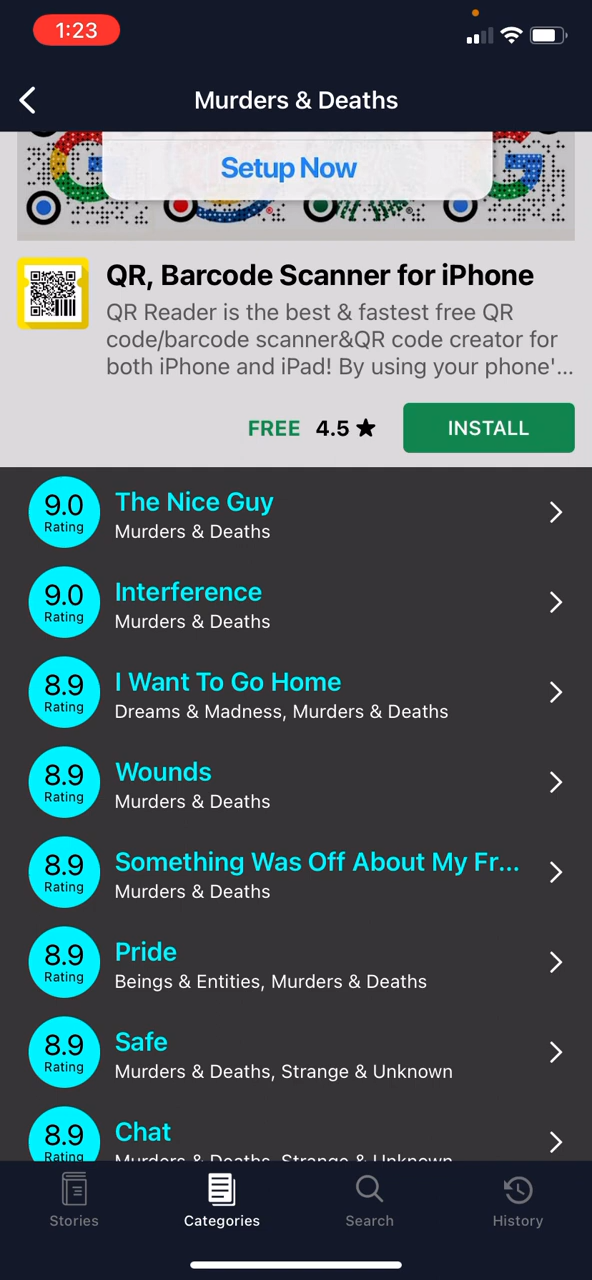 1:23
Murders & Deaths
Setup Now
QR, Barcode Scanner for iPhone
QR Reader is the best & fastest free QR
code/barcode scanner&QR code creator for
both iPhone and iPad! By using your phone'...
FREE 4.5 ★ INSTALL
9.0 The Nice Guy
Rating Murders & Deaths
9.0 Interference
Rating Murders & Deaths
8.9 I Want To Go Home
Rating Dreams & Madness, Murders & Deaths
8.9 Wounds
Rating Murders & Deaths
8.9 Something Was Off About My Fr...
Rating Murders & Deaths
8.9 Pride
Rating Beings & Entities, Murders & Deaths
8.9 Safe
Rating Murders & Deaths, Strange & Unknown
8.9 Chat
Rating Murders & Deaths, Strange & Unknown
Stories Categories Search History